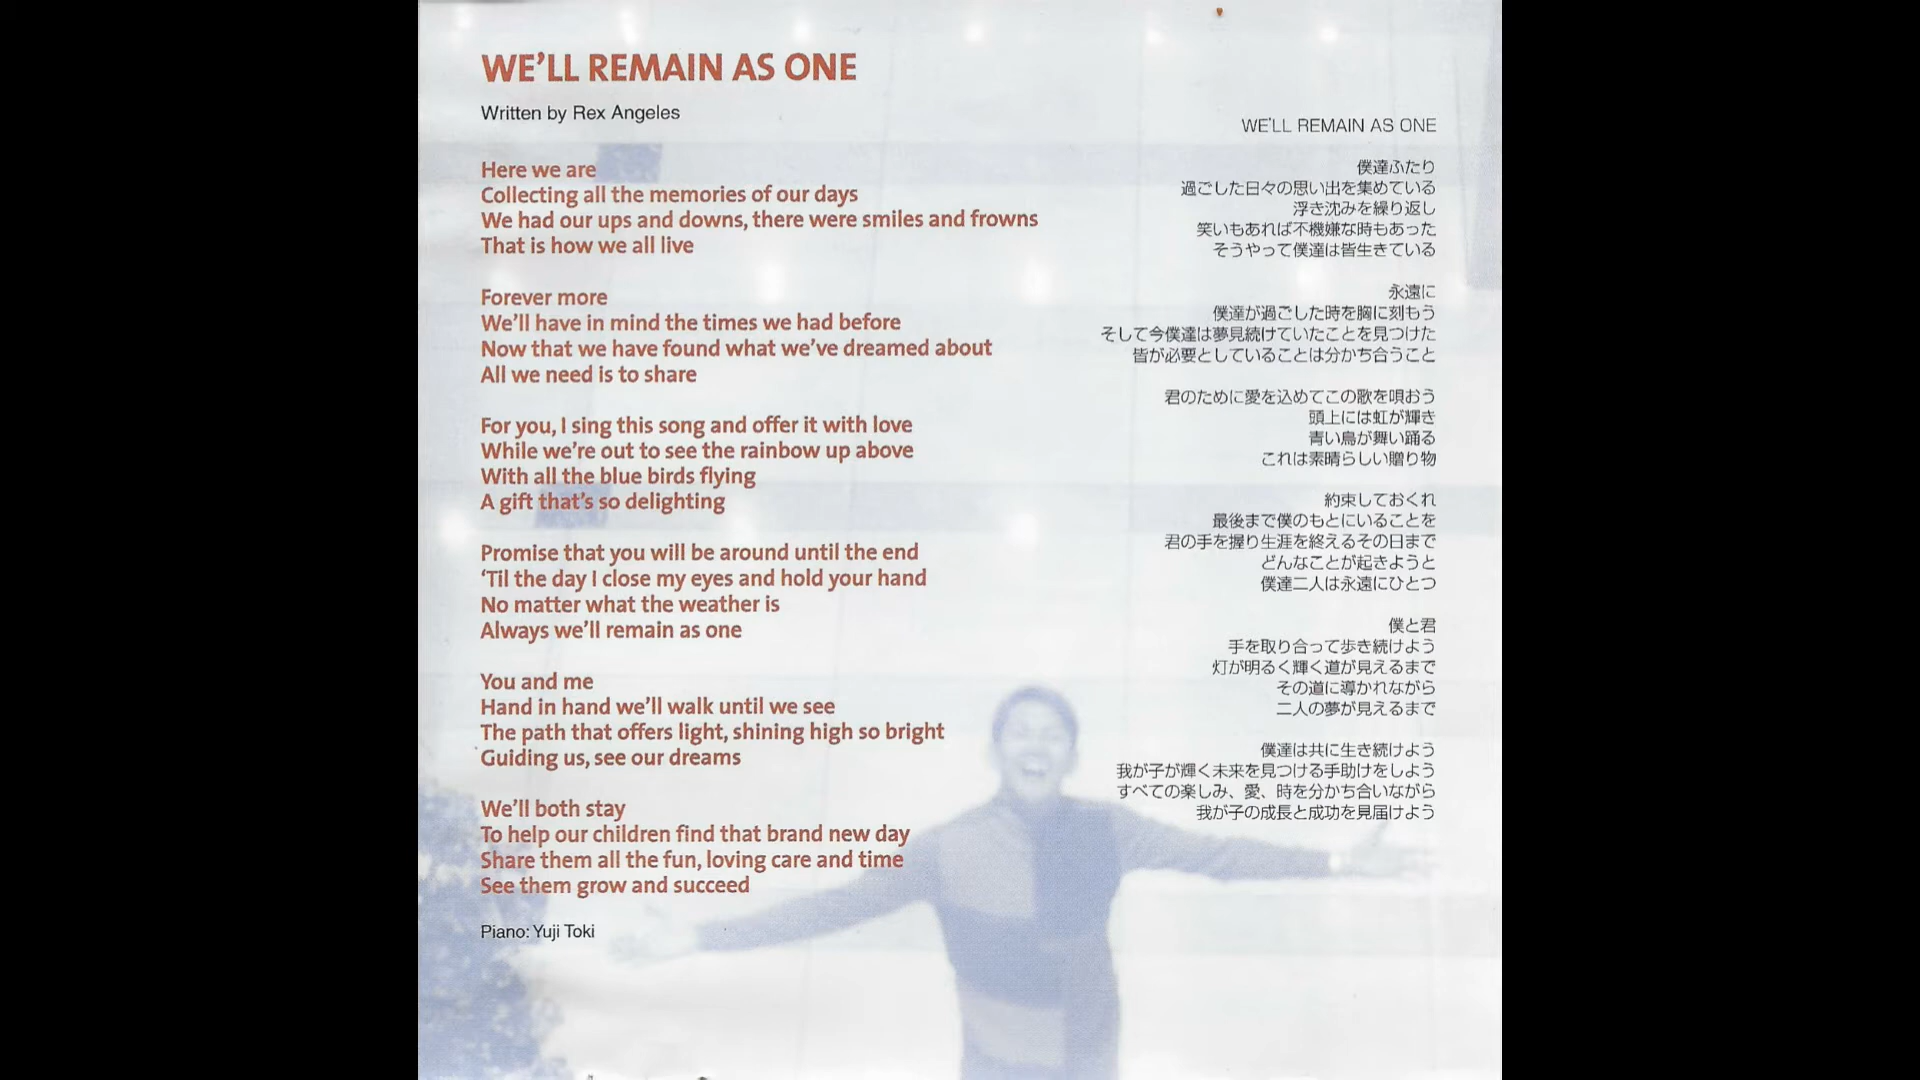 WE'LL REMAIN AS ONE
Written by Rex Angeles
Here we are
Collecting all the memories of our days
We had our ups and downs, there were smiles and frowns
That is how we all live
Forever more
We'll have in mind the times we had before
Now that we have found what we've dreamed about
All we need is to share
For you, I sing this song and offer it with love
While we're out to see the rainbow up above
With all the blue birds flying
A gift that's so delighting
Promise that you will be around until the end
‘Til the day I close my eyes and hold your hand
No matter what the weather is
Always we'll remain as one
You and me
Hand in hand we'll walk until we see
The path that offers light, shining high so bright
Guiding us, see our dreams
We'll both stay
To help our children find that brand new day
Share them all the fun, loving care and time
See them grow and succeed
Piano: Yuji Toki
WE'LL REMAIN AS ONE
僕達ふたり
過ごした日々の思い出を集めている
浮き沈みを繰り返し
笑いもあれば不機嫌な時もあった
そうやって僕達は皆生きている
永遠に
僕達が過ごした時を胸に刻もう
そして今僕達は夢見続けていたことを見つけた
皆が必要としていることは分かち合うこと
君のために愛を込めてこの歌を唄おう
頭上には虹が輝き
青い鳥が舞い踊る
これは素晴らしい贈り物
約束しておくれ
最後まで僕のもとにいることを
君の手を握り生涯を終えるその日まで
どんなことが起きようと
僕達二人は永遠にひとつ
僕と君
手を取り合って歩き続けよう
灯が明るく輝く道が見えるまで
その道に導かれながら
二人の夢が見えるまで
僕達は共に生き続けよう
我が子が輝く未来を見つける手助けをしよう
すべての楽しみ、愛、時を分かち合いながら
我が子の成長と成功を見届けよう